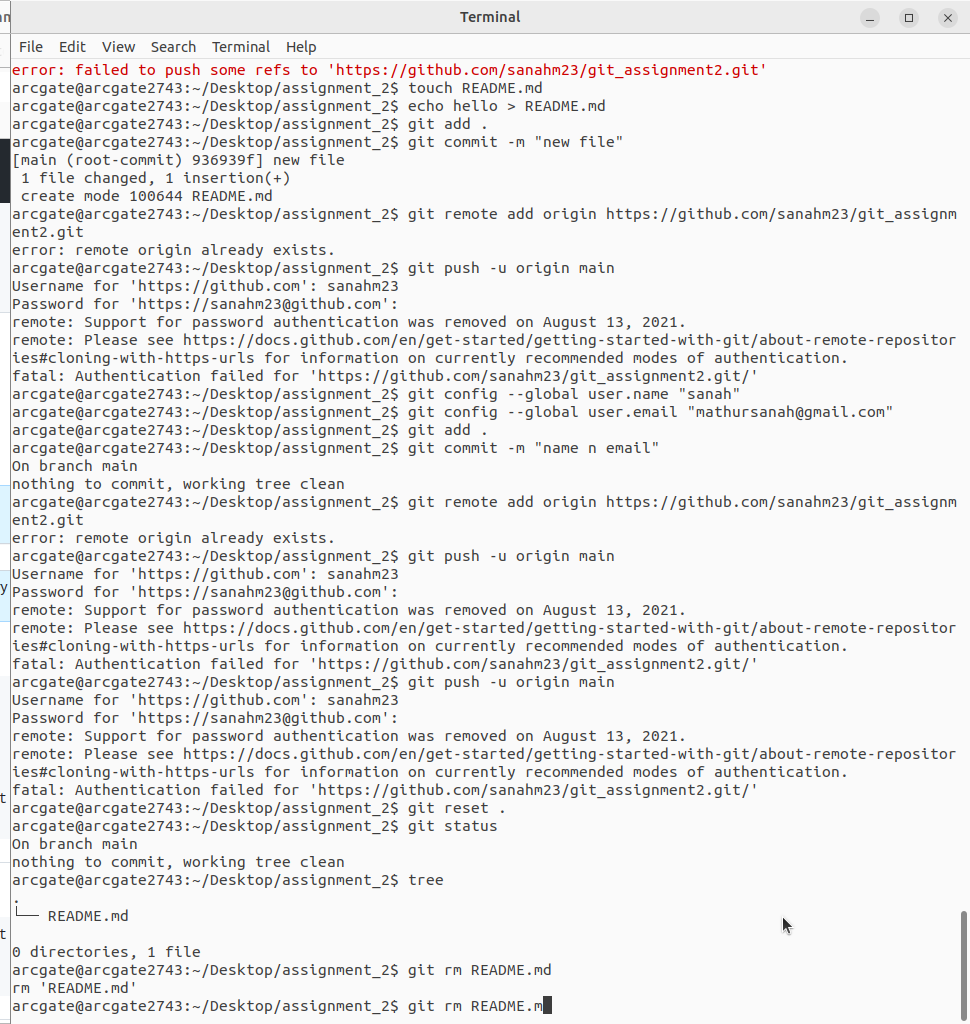 Terminal
File Edit View Search Terminal Help
error: failed to push some refs to 'https://github.com/sanahm23/git_assignment2.git'
arcgate@arcgate2743:~/Desktop/assignment_2$ touch README.md
arcgate@arcgate2743:~/Desktop/assignment_2$ echo hello > README.md
arcgate@arcgate2743:~/Desktop/assignment_2$ git add .
arcgate@arcgate2743:~/Desktop/assignment_2$ git commit -m "new file"
[main (root-commit) 936939f] new file
 1 file changed, 1 insertion(+)
 create mode 100644 README.md
arcgate@arcgate2743:~/Desktop/assignment_2$ git remote add origin https://github.com/sanahm23/git_assignm
ent2.git
error: remote origin already exists.
arcgate@arcgate2743:~/Desktop/assignment_2$ git push -u origin main
Username for 'https://github.com': sanahm23
Password for 'https://sanahm23@github.com':
remote: Support for password authentication was removed on August 13, 2021.
remote: Please see https://docs.github.com/en/get-started/getting-started-with-git/about-remote-repositor
ies#cloning-with-https-urls for information on currently recommended modes of authentication.
fatal: Authentication failed for 'https://github.com/sanahm23/git_assignment2.git/'
arcgate@arcgate2743:~/Desktop/assignment_2$ git config --global user.name "sanah"
arcgate@arcgate2743:~/Desktop/assignment_2$ git config --global user.email "mathursanah@gmail.com"
arcgate@arcgate2743:~/Desktop/assignment_2$ git add .
arcgate@arcgate2743:~/Desktop/assignment_2$ git commit -m "name n email"
On branch main
nothing to commit, working tree clean
arcgate@arcgate2743:~/Desktop/assignment_2$ git remote add origin https://github.com/sanahm23/git_assignm
ent2.git
error: remote origin already exists.
arcgate@arcgate2743:~/Desktop/assignment_2$ git push -u origin main
Username for 'https://github.com': sanahm23
Password for 'https://sanahm23@github.com':
remote: Support for password authentication was removed on August 13, 2021.
remote: Please see https://docs.github.com/en/get-started/getting-started-with-git/about-remote-repositor
ies#cloning-with-https-urls for information on currently recommended modes of authentication.
fatal: Authentication failed for 'https://github.com/sanahm23/git_assignment2.git/'
arcgate@arcgate2743:~/Desktop/assignment_2$ git push -u origin main
Username for 'https://github.com': sanahm23
Password for 'https://sanahm23@github.com':
remote: Support for password authentication was removed on August 13, 2021.
remote: Please see https://docs.github.com/en/get-started/getting-started-with-git/about-remote-repositor
ies#cloning-with-https-urls for information on currently recommended modes of authentication.
fatal: Authentication failed for 'https://github.com/sanahm23/git_assignment2.git/'
arcgate@arcgate2743:~/Desktop/assignment_2$ git reset .
arcgate@arcgate2743:~/Desktop/assignment_2$ git status
On branch main
nothing to commit, working tree clean
arcgate@arcgate2743:~/Desktop/assignment_2$ tree
.
└── README.md
0 directories, 1 file
arcgate@arcgate2743:~/Desktop/assignment_2$ git rm README.md
rm 'README.md'
arcgate@arcgate2743:~/Desktop/assignment_2$ git rm README.m